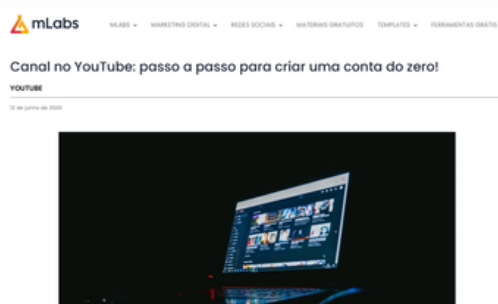 mLabs
MLABS MARKETING DIGITAL REDES SOCIAIS MATERIAIS GRATUITOS TEMPLATES FERRAMENTAS GRÁTIS
Canal no YouTube: passo a passo para criar uma conta do zero!
YOUTUBE
12 de junho de 2020